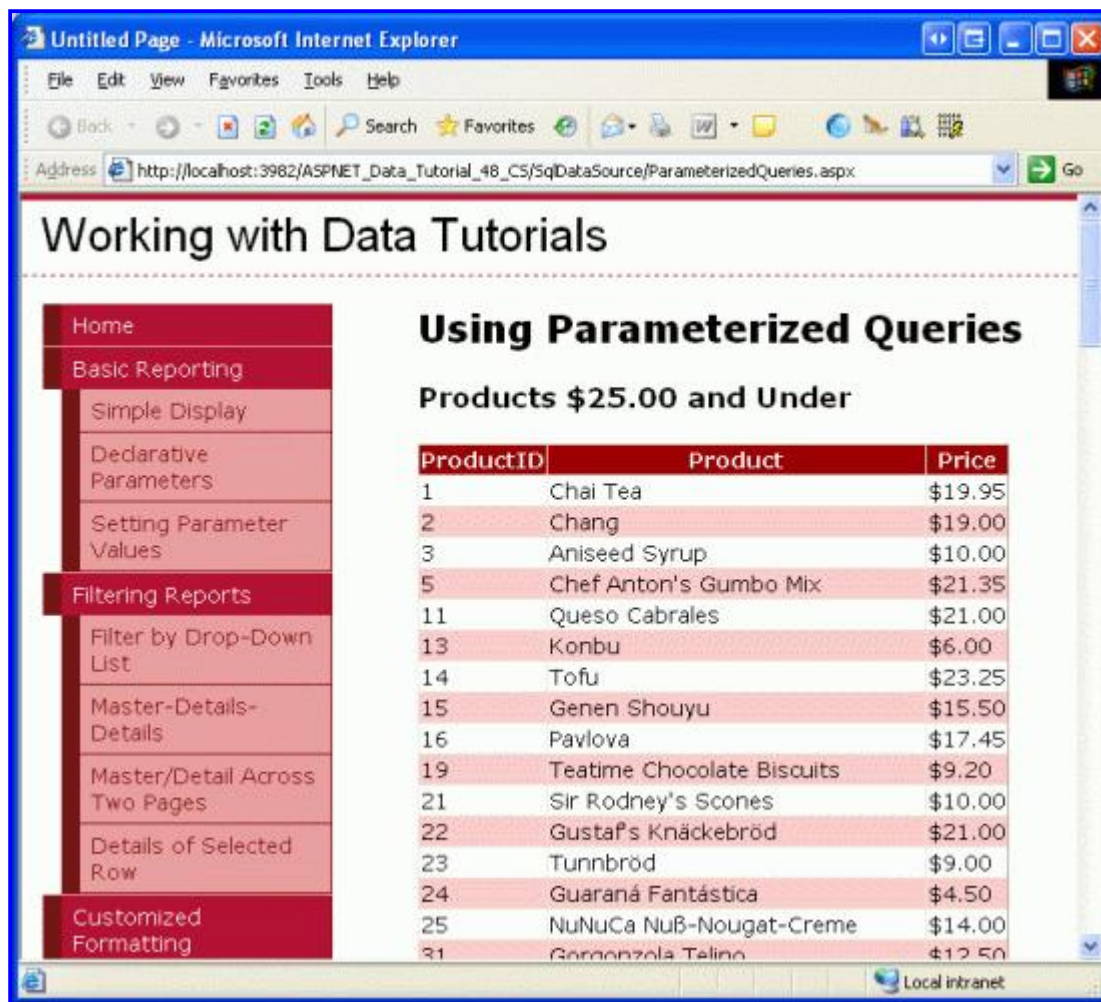 Untitled Page - Microsoft Internet Explorer
File Edit View Favorites Tools Help
Back Search Favorites
Address http://localhost:3982/ASPNET_Data_Tutorial_48_CS/SqlDataSource/ParameterizedQueries.aspx Go
Working with Data Tutorials
Home
Basic Reporting
Simple Display
Declarative
Parameters
Setting Parameter
Values
Filtering Reports
Filter by Drop-Down
List
Master-Details-
Details
Master/Detail Across
Two Pages
Details of Selected
Row
Customized
Formatting
Using Parameterized Queries
Products $25.00 and Under
ProductID Product Price
1 Chai Tea $19.95
2 Chang $19.00
3 Aniseed Syrup $10.00
5 Chef Anton's Gumbo Mix $21.35
11 Queso Cabrales $21.00
13 Konbu $6.00
14 Tofu $23.25
15 Genen Shouyu $15.50
16 Pavlova $17.45
19 Teatime Chocolate Biscuits $9.20
21 Sir Rodney's Scones $10.00
22 Gustaf's Knäckebröd $21.00
23 Tunnbröd $9.00
24 Guaraná Fantástica $4.50
25 NuNuCa Nuß-Nougat-Creme $14.00
31 Gorgonzola Telino $12.50
Local intranet